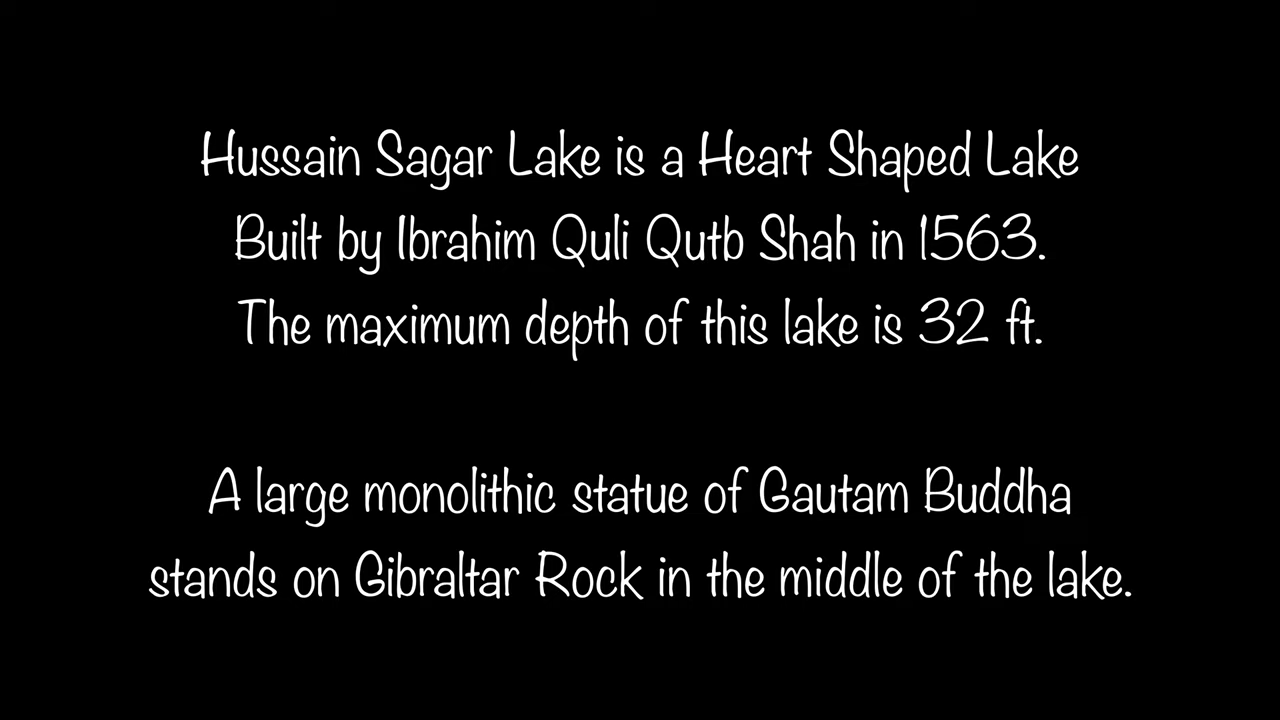 Hussain Sagar Lake is a Heart Shaped Lake
Built by Ibrahim Quli Qutb Shah in 1563.
The maximum depth of this lake is 32 ft.
A large monolithic statue of Gautam Buddha
stands on Gibraltar Rock in the middle of the lake.